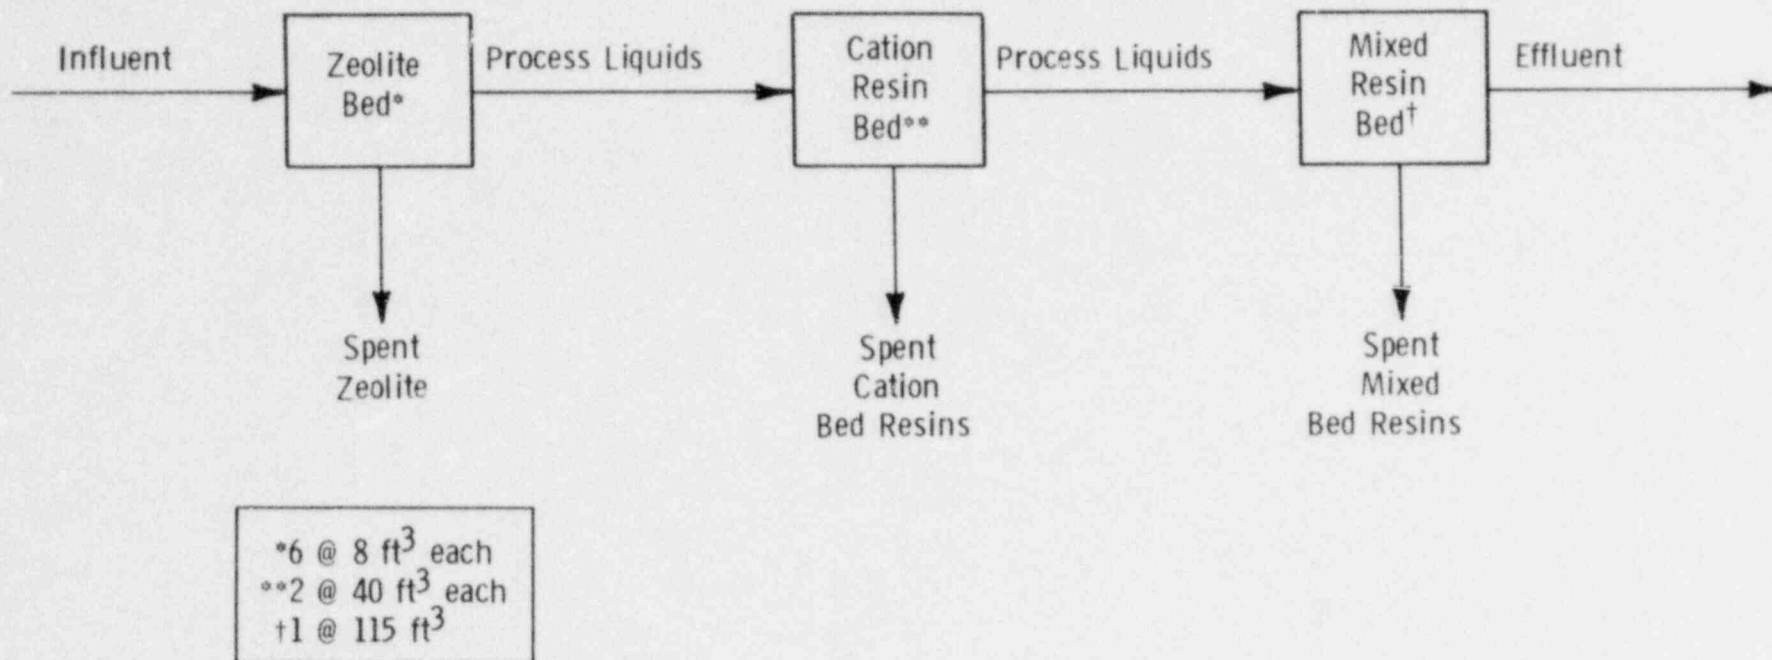 Influent
Zeolite
Bed*
Process Liquids
Cation
Resin
Bed**
Process Liquids
Mixed
Resin
Bed†
Effluent
Spent
Zeolite
Spent
Cation
Bed Resins
Spent
Mixed
Bed Resins
*6 @ 8 ft³ each
**2 @ 40 ft³ each
†1 @ 115 ft³